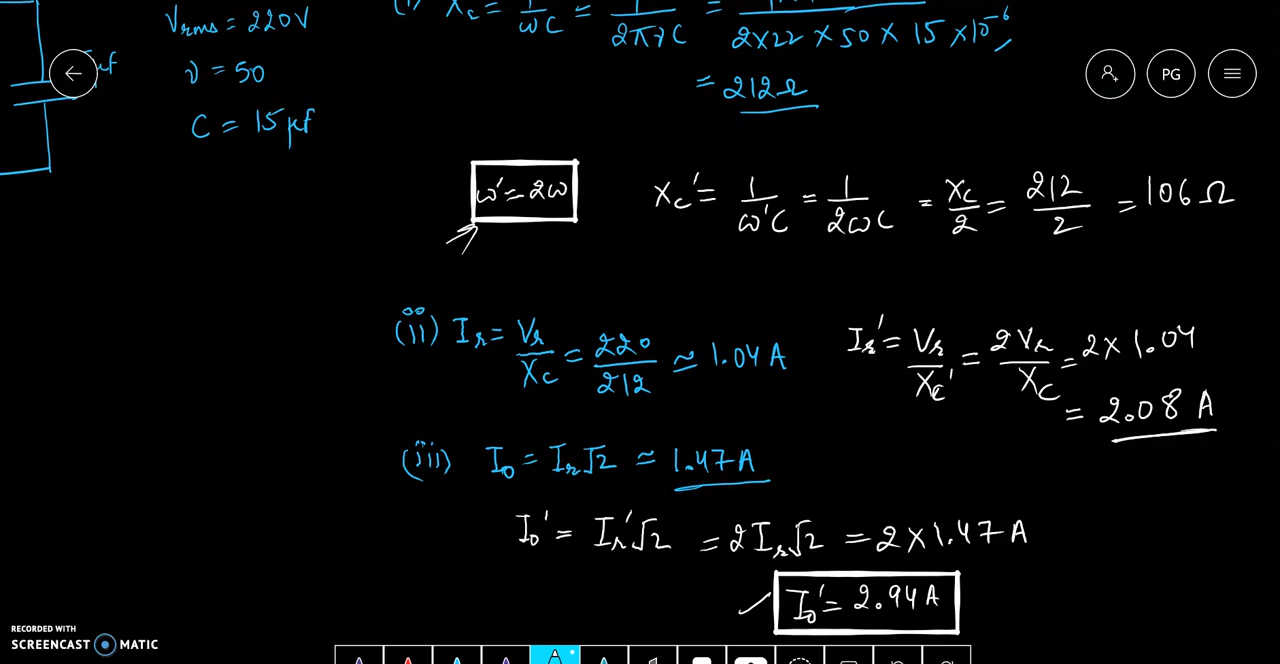 Vrms = 220V
ν = 50
C = 15 μf
μf
(i) Xc = 1/ωC = 1/2πνC =
2×22 × 50 × 15 × 10⁻⁶
= 212Ω
ω' = 2ω
Xc' = 1/ω'C = 1/2ωC = Xc/2 = 212/2 = 106 Ω
(ii) Ir = Vr/Xc = 220/212 ≃ 1.04 A
Ir' = Vr/Xc' = 2Vr/Xc = 2 × 1.04
= 2.08 A
(iii) I₀ = Ir√2 ≃ 1.47 A
I₀' = Ir'√2 = 2Ir√2 = 2 × 1.47 A
I₀' = 2.94 A
PG
RECORDED WITH
SCREENCAST MATIC